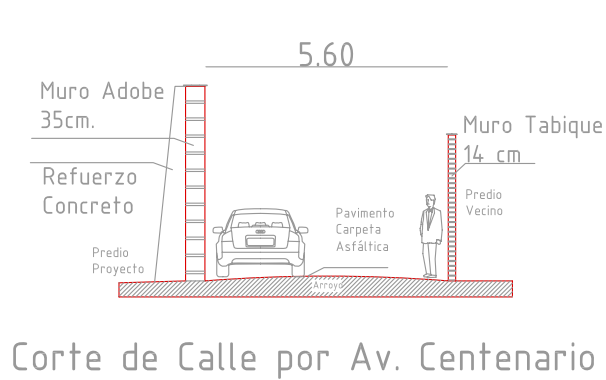 5.60
Muro Adobe
35cm.
Muro Tabique
14 cm
Refuerzo
Concreto
Predio
Vecino
Pavimento
Carpeta
Asfáltica
Predio
Proyecto
Arroyo
Corte de Calle por Av. Centenario